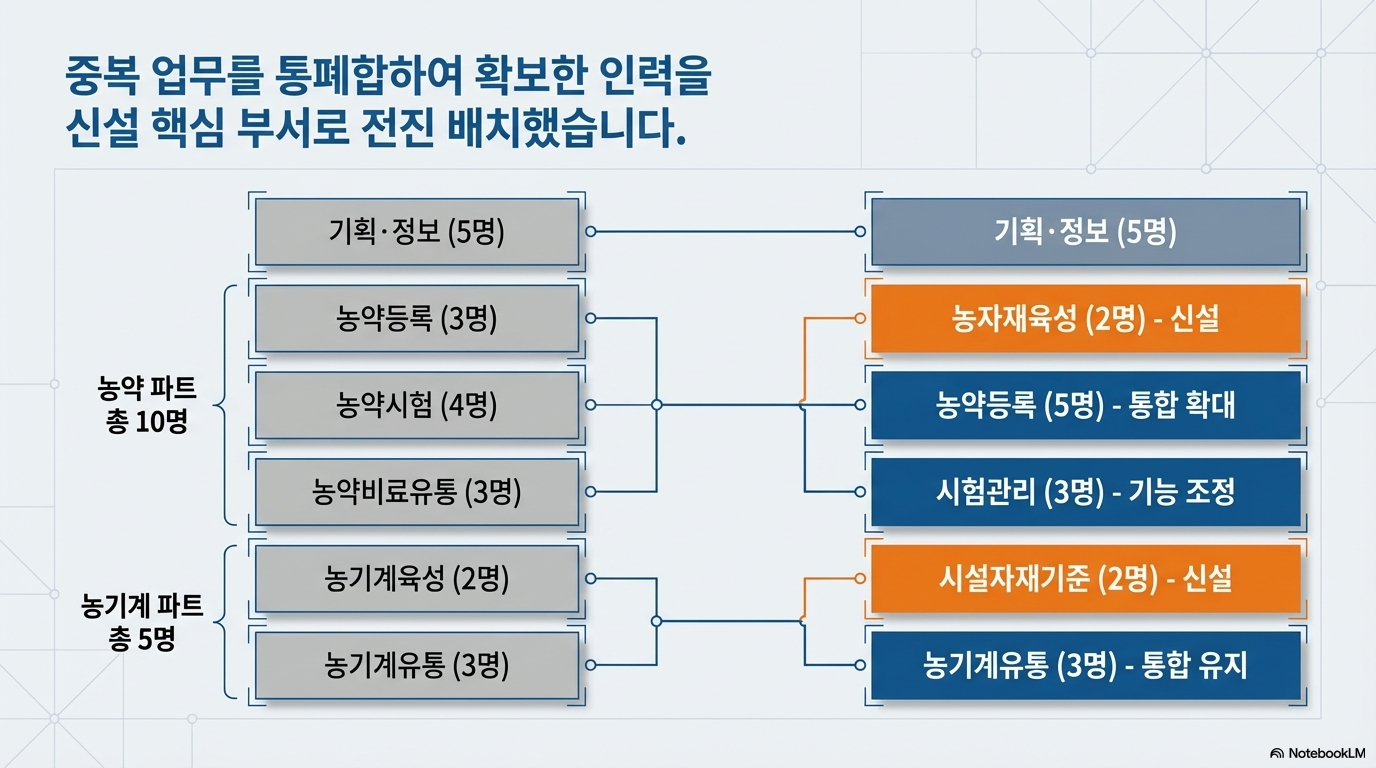 중복 업무를 통폐합하여 확보한 인력을
신설 핵심 부서로 전진 배치했습니다.
기획·정보 (5명)
기획·정보 (5명)
농약 파트
총 10명
농약등록 (3명)
농약시험 (4명)
농약비료유통 (3명)
농자재육성 (2명) - 신설
농약등록 (5명) - 통합 확대
시험관리 (3명) - 기능 조정
농기계 파트
총 5명
농기계육성 (2명)
농기계유통 (3명)
시설자재기준 (2명) - 신설
농기계유통 (3명) - 통합 유지
NotebookLM